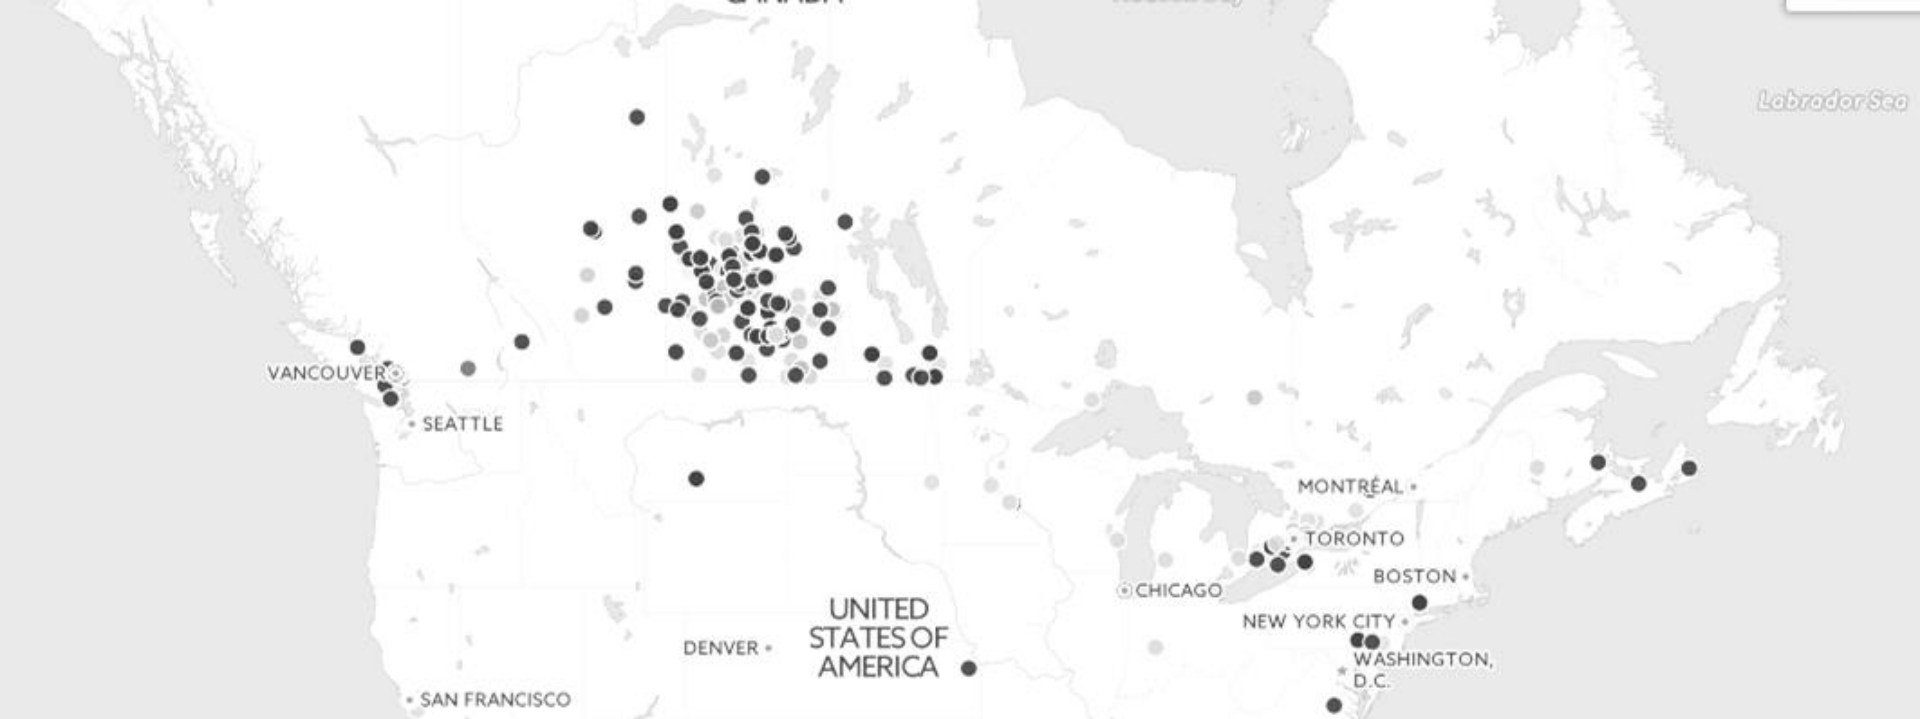 CANADA
Labrador Sea
VANCOUVER
SEATTLE
MONTRÉAL
TORONTO
BOSTON
CHICAGO
NEW YORK CITY
UNITED
STATES OF
AMERICA
DENVER
WASHINGTON,
D.C.
SAN FRANCISCO